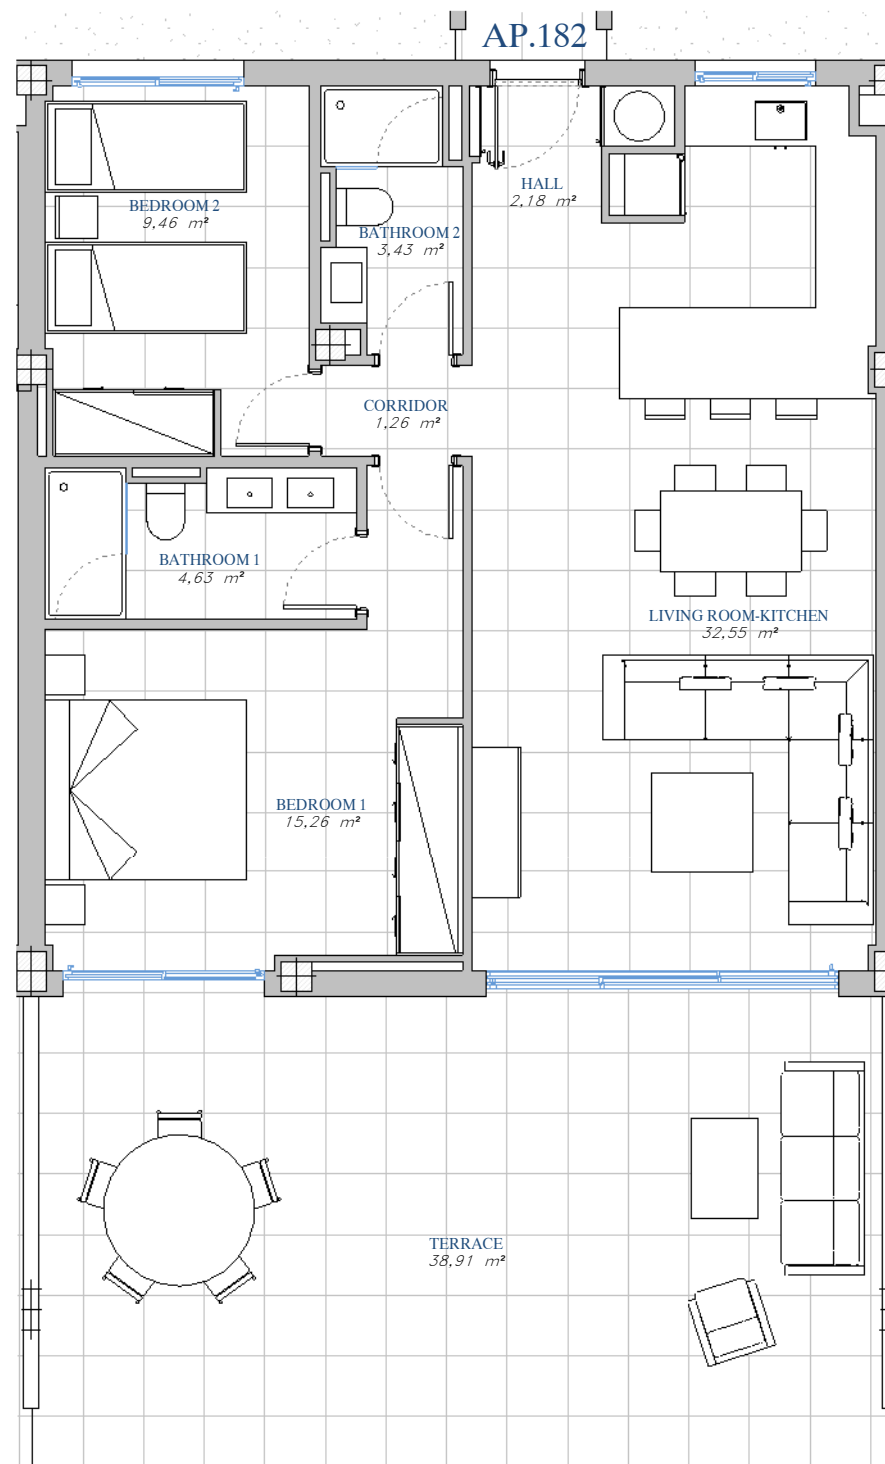 AP.182
HALL
2,18 m²
BEDROOM 2
9,46 m²
BATHROOM 2
3,43 m²
CORRIDOR
1,26 m²
BATHROOM 1
4,63 m²
LIVING ROOM-KITCHEN
32,55 m²
BEDROOM 1
15,26 m²
TERRACE
38,91 m²